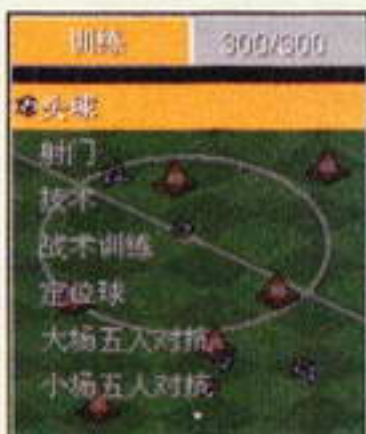 训练 300/300
头球
射门
技术
战术训练
定位球
大场五人对抗
小场五人对抗